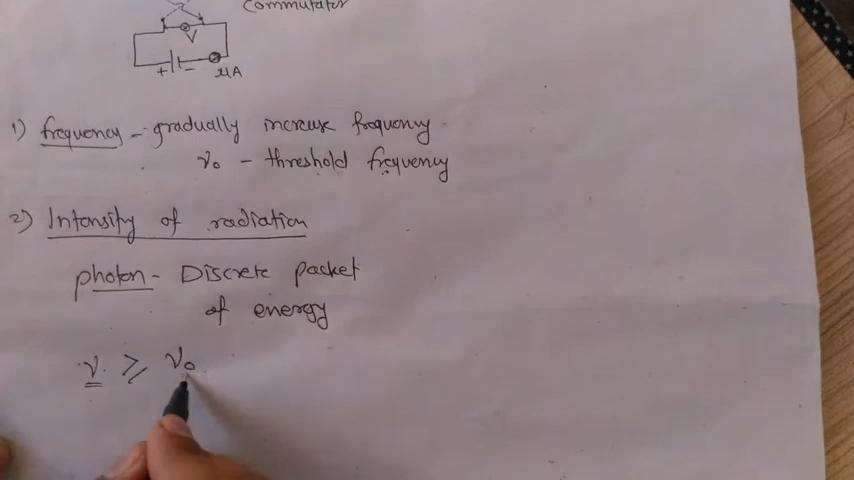 Commutator
V
+ - μA
1) frequency - gradually increase frequency
ν₀ - threshold frequency
2) Intensity of radiation
photon - Discrete packet
of energy
ν ≥ ν₀